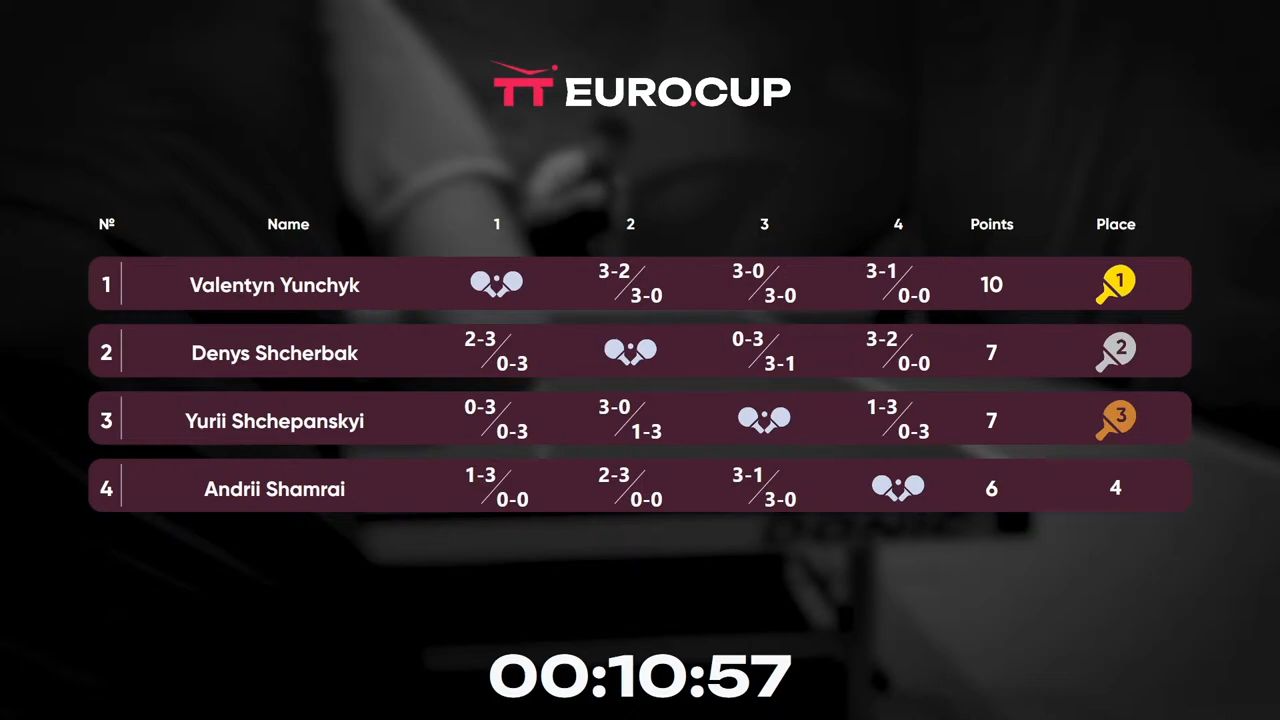 TT EURO.CUP
№ Name 1 2 3 4 Points Place
1 Valentyn Yunchyk 3-2/3-0 3-0/3-0 3-1/0-0 10 1
2 Denys Shcherbak 2-3/0-3 0-3/3-1 3-2/0-0 7 2
3 Yurii Shchepanskyi 0-3/0-3 3-0/1-3 1-3/0-3 7 3
4 Andrii Shamrai 1-3/0-0 2-3/0-0 3-1/3-0 6 4
DONIC
00:10:57